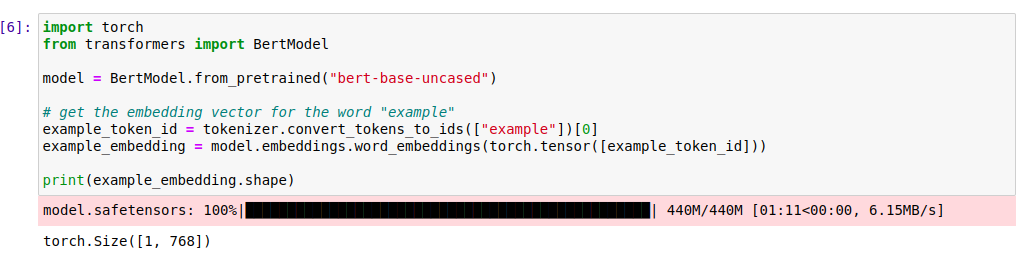 [6]: import torch
from transformers import BertModel
model = BertModel.from_pretrained("bert-base-uncased")
# get the embedding vector for the word "example"
example_token_id = tokenizer.convert_tokens_to_ids(["example"])[0]
example_embedding = model.embeddings.word_embeddings(torch.tensor([example_token_id]))
print(example_embedding.shape)
model.safetensors: 100%|██████████| 440M/440M [01:11<00:00, 6.15MB/s]
torch.Size([1, 768])